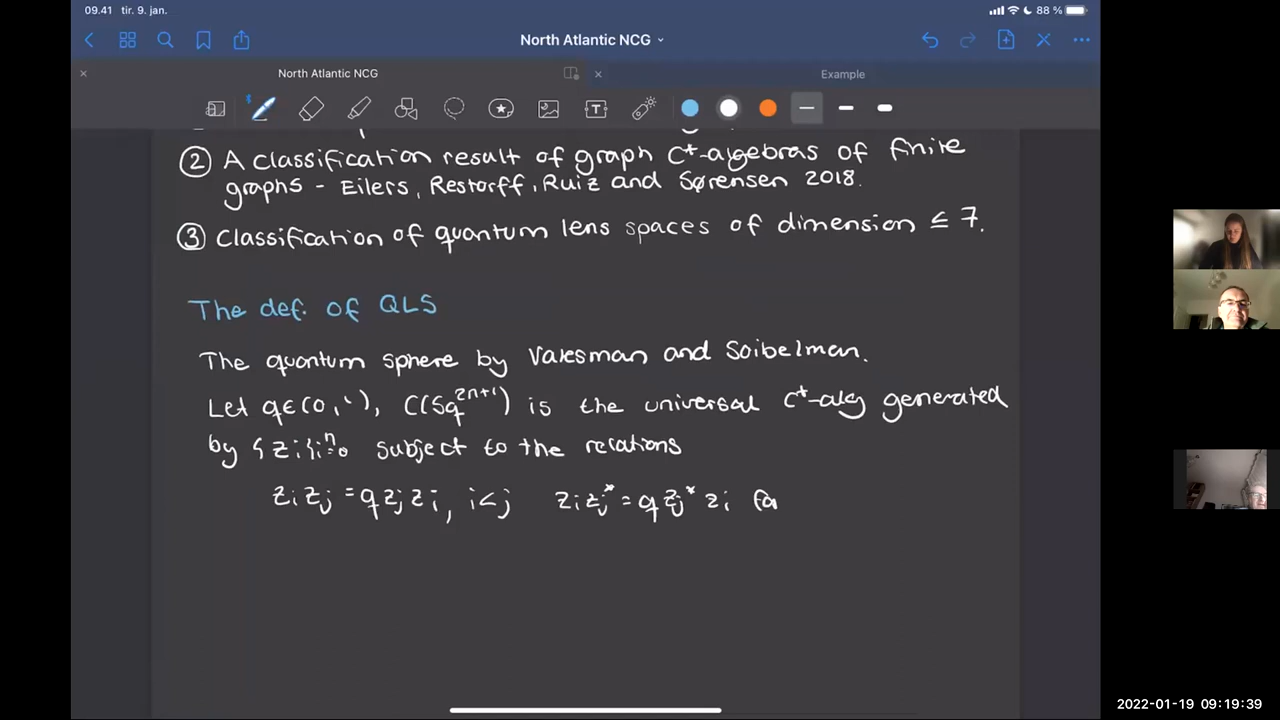 09.41 tir. 9. jan.
88 %
North Atlantic NCG
North Atlantic NCG
Example
② A classification result of graph C*-algebras of finite
graphs - Eilers, Restorff, Ruiz and Sørensen 2018.
③ Classification of quantum lens spaces of dimension ≤ 7.
The def. of QLS
The quantum sphere by Vaksman and Soibelman.
Let q∈(0,1), C(S_q^{2n+1}) is the universal C*-alg generated
by {z_i}_{i=0}^n subject to the relations
z_i z_j = q z_j z_i, i<j z_i z_j* = q z_j* z_i fo
2022-01-19 09:19:39